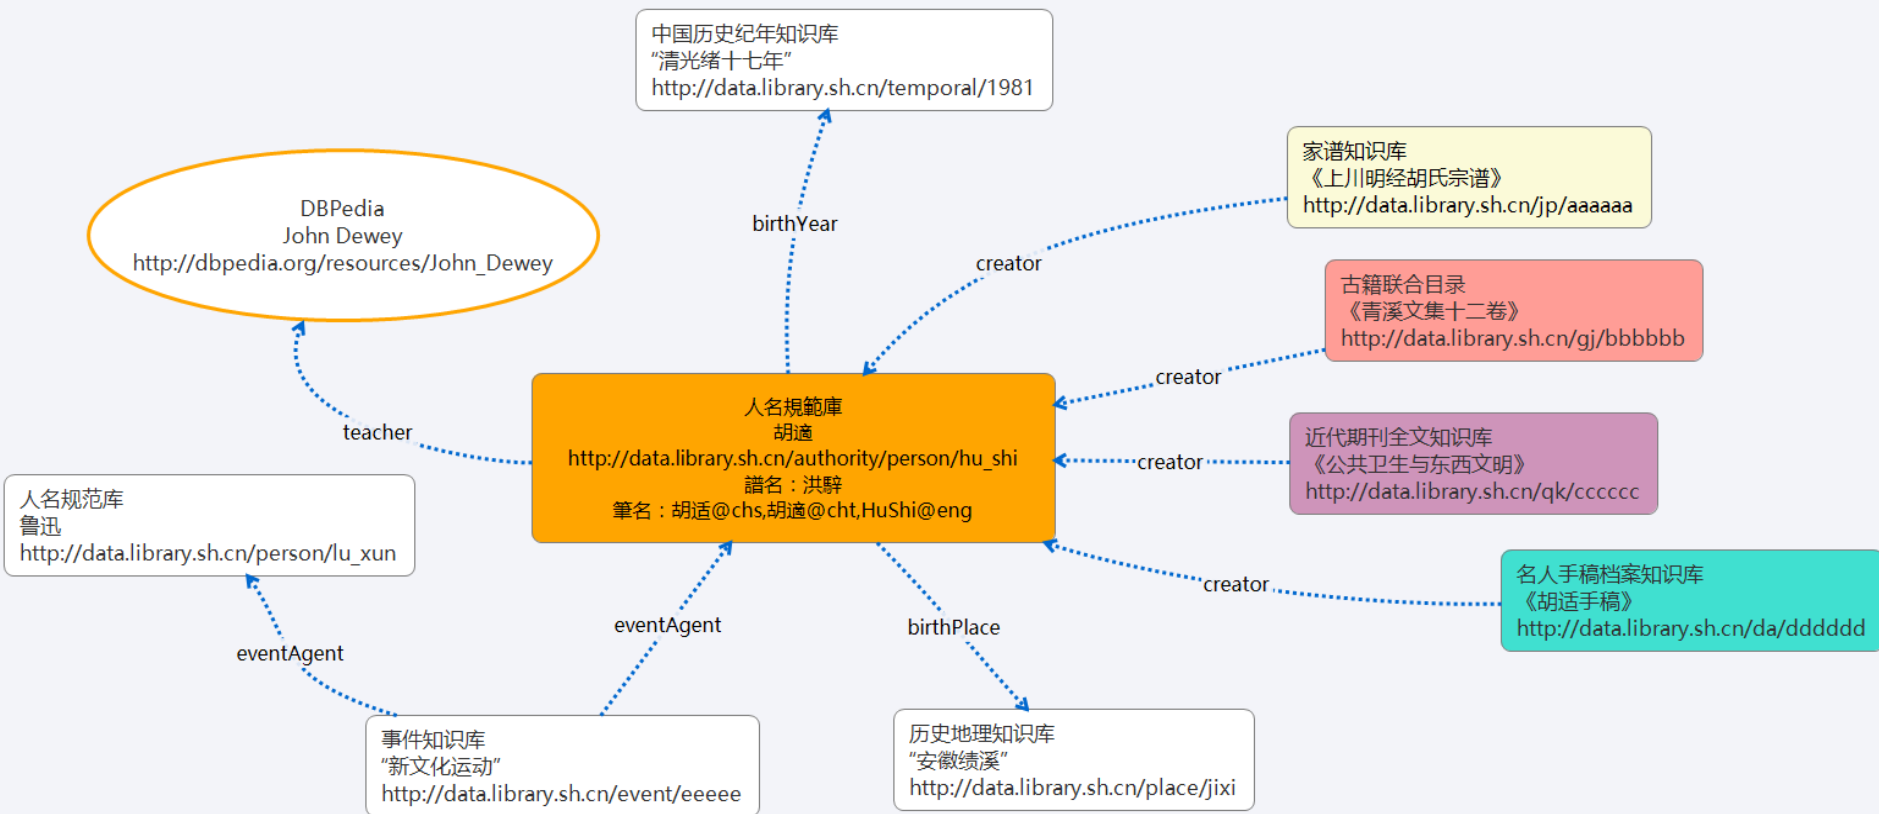 中国历史纪年知识库
“清光绪十七年”
http://data.library.sh.cn/temporal/1981
家谱知识库
《上川明经胡氏宗谱》
http://data.library.sh.cn/jp/aaaaaa
DBPedia
John Dewey
http://dbpedia.org/resources/John_Dewey
birthYear
creator
古籍联合目录
《青溪文集十二卷》
http://data.library.sh.cn/gj/bbbbbb
creator
teacher
人名規範庫
胡適
http://data.library.sh.cn/authority/person/hu_shi
譜名：洪騂
筆名：胡适@chs,胡適@cht,HuShi@eng
creator
近代期刊全文知识库
《公共卫生与东西文明》
http://data.library.sh.cn/qk/cccccc
人名规范库
鲁迅
http://data.library.sh.cn/person/lu_xun
creator
名人手稿档案知识库
《胡适手稿》
http://data.library.sh.cn/da/dddddd
eventAgent
eventAgent
birthPlace
事件知识库
“新文化运动”
http://data.library.sh.cn/event/eeeee
历史地理知识库
“安徽绩溪”
http://data.library.sh.cn/place/jixi